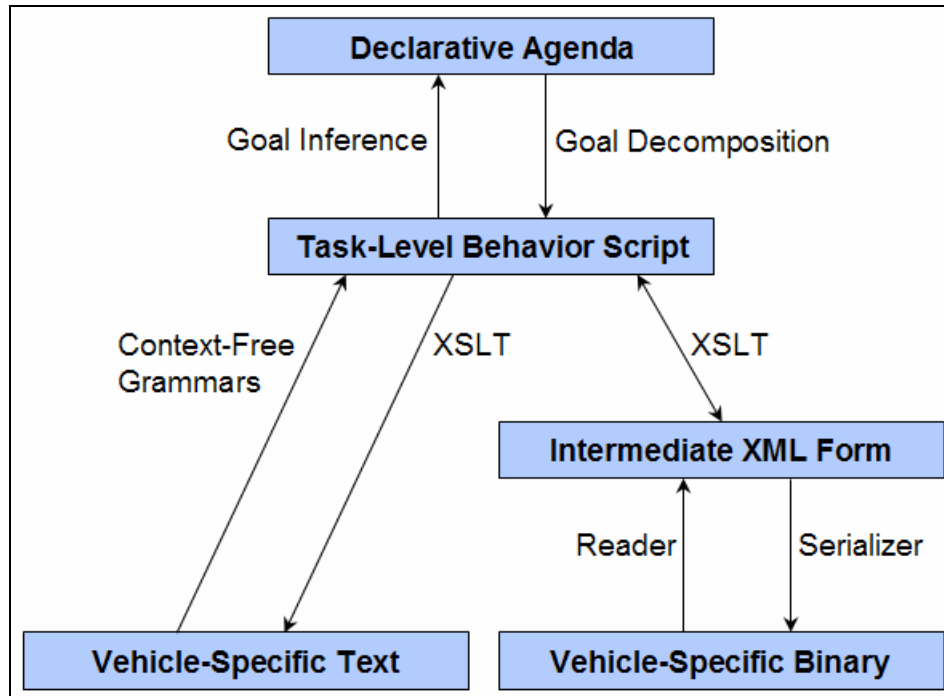 Declarative Agenda
Goal Inference
Goal Decomposition
Task-Level Behavior Script
Context-Free
Grammars
XSLT
XSLT
Intermediate XML Form
Reader
Serializer
Vehicle-Specific Text
Vehicle-Specific Binary